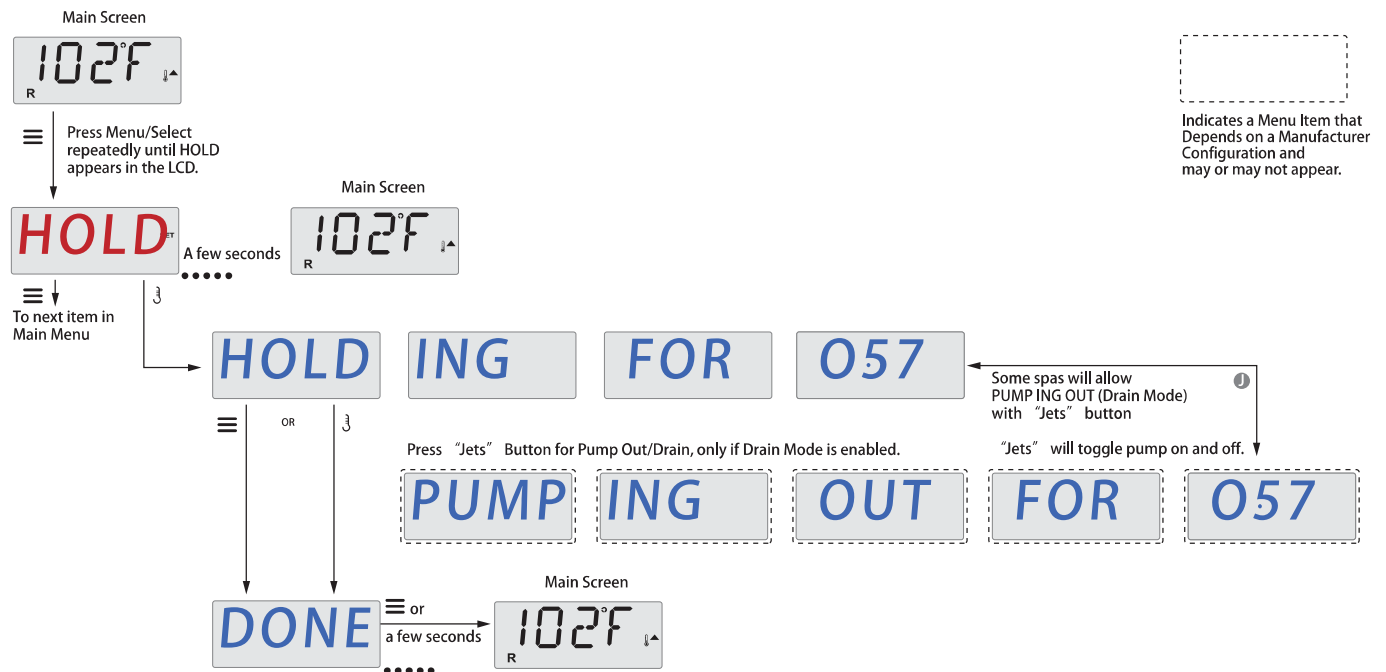 Main Screen
102°F
R
Press Menu/Select
repeatedly until HOLD
appears in the LCD.
Indicates a Menu Item that
Depends on a Manufacturer
Configuration and
may or may not appear.
Main Screen
HOLD
A few seconds
102°F
R
To next item in
Main Menu
HOLD ING FOR 0:57
Some spas will allow
PUMP ING OUT (Drain Mode)
with "Jets" button
J
OR
Press "Jets" Button for Pump Out/Drain, only if Drain Mode is enabled.
"Jets" will toggle pump on and off.
PUMP ING OUT FOR 0:57
Main Screen
DONE
or
a few seconds
102°F
R